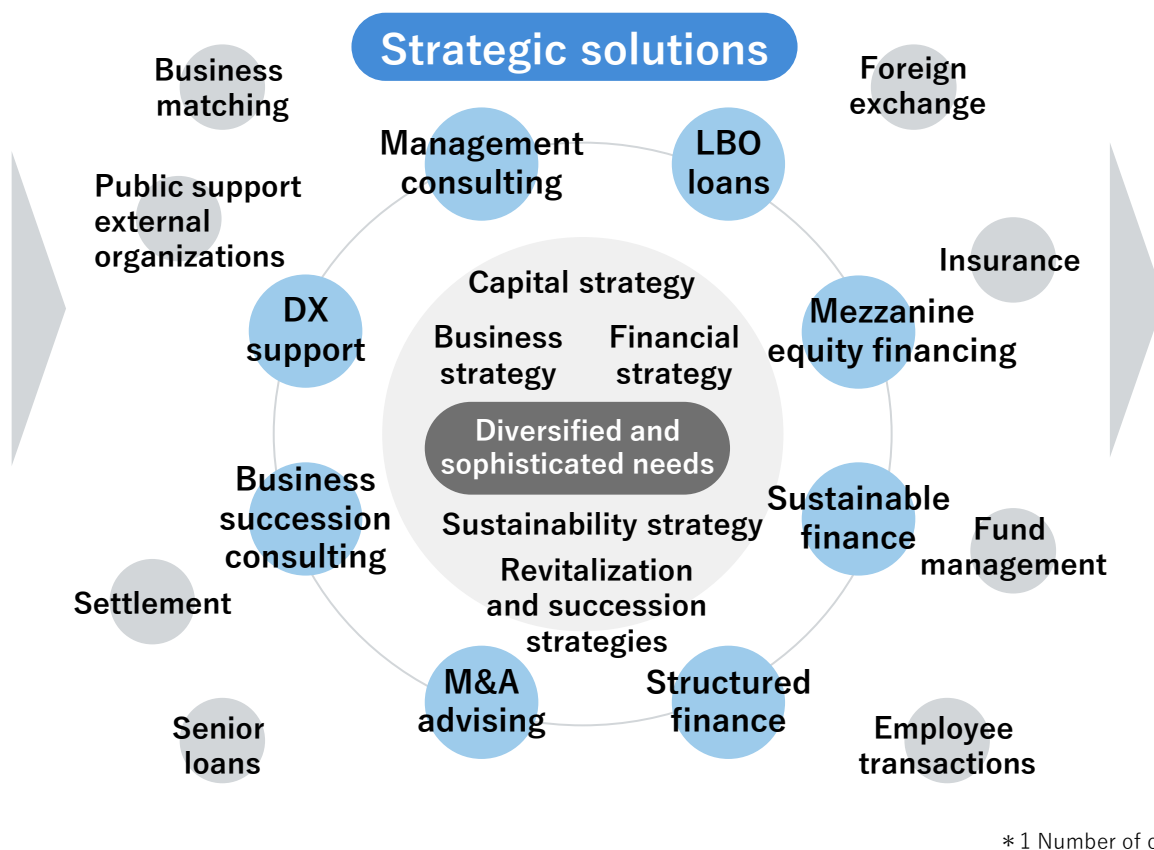 Strategic solutions
Business
matching
Foreign
exchange
Management
consulting
LBO
loans
Public support
external
organizations
Insurance
Capital strategy
DX
support
Business
strategy
Financial
strategy
Mezzanine
equity financing
Diversified and
sophisticated needs
Business
succession
consulting
Sustainability strategy
Sustainable
finance
Fund
management
Revitalization
and succession
strategies
Settlement
M&A
advising
Structured
finance
Senior
loans
Employee
transactions
*1 Number of